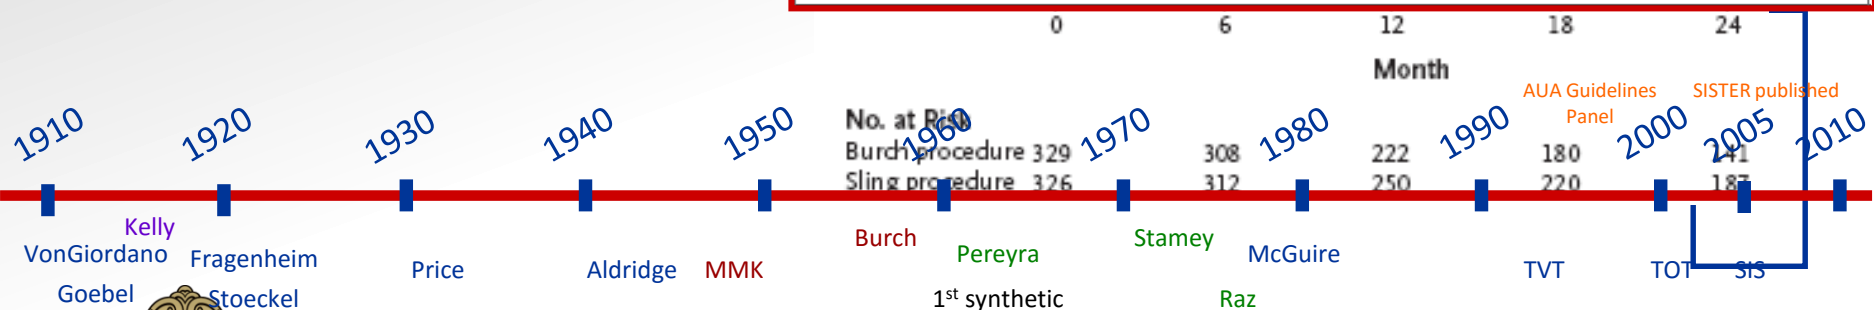 0 6 12 18 24
Month
AUA Guidelines
Panel
SISTER published
1910 1920 1930 1940 1950 1960 1970 1980 1990 2000 2005 2010
No. at Risk
Burch procedure 329 308 222 180 141
Sling procedure 326 312 250 220 187
Kelly
VonGiordano
Goebel
Fragenheim
Stoeckel
Price
Aldridge
MMK
Burch
Pereyra
1st synthetic
Stamey
Raz
McGuire
TVT
TOT
SIS